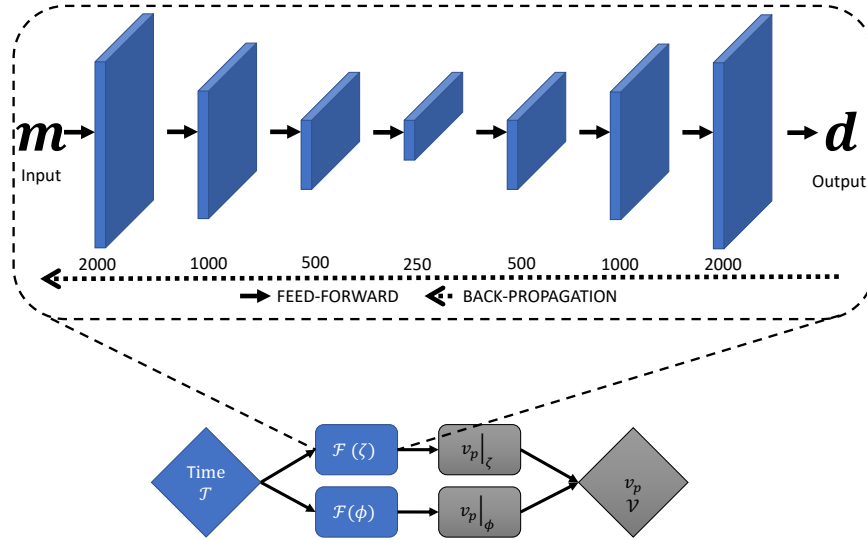 m
Input
d
Output
2000 1000 500 250 500 1000 2000
FEED-FORWARD BACK-PROPAGATION
Time
𝒯
ℱ(ζ)
v_p|_ζ
ℱ(ϕ)
v_p|_ϕ
v_p
𝒱